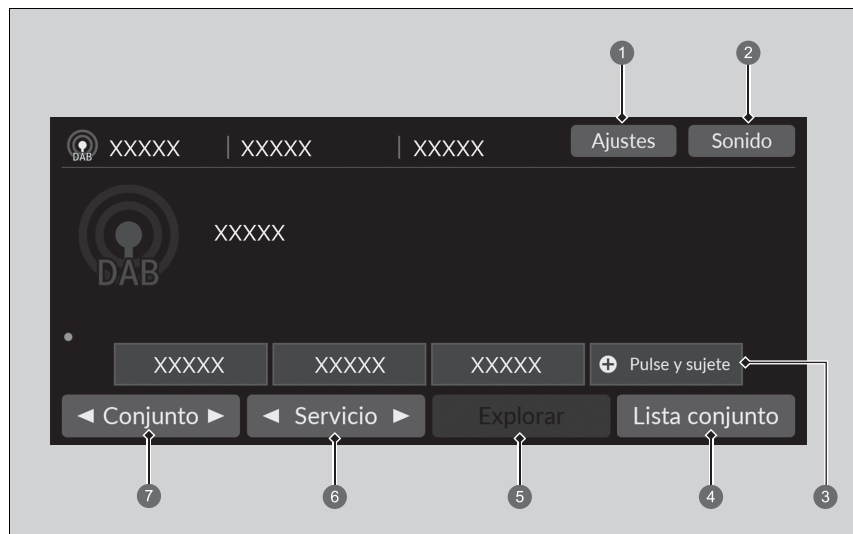 1 2
Ajustes Sonido
DAB XXXXX | XXXXX | XXXXX
XXXXX
DAB
XXXXX XXXXX XXXXX + Pulse y sujete
◀ Conjunto ▶ ◀ Servicio ▶ Explorar Lista conjunto
7 6 5 4 3